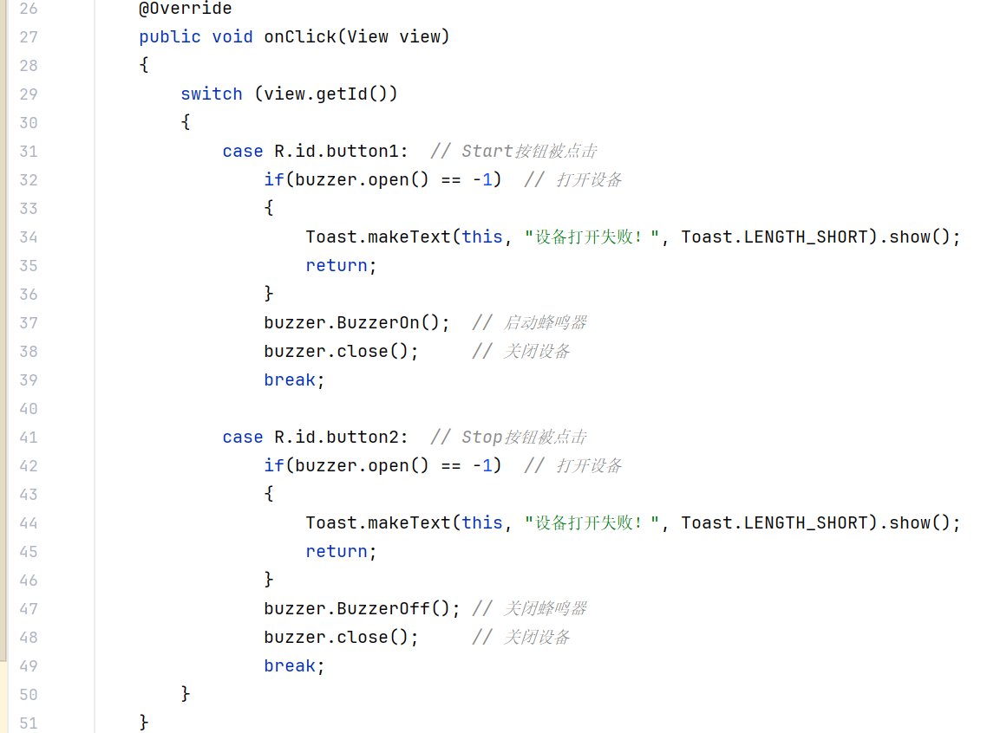 26 @Override
27 public void onClick(View view)
28 {
29 switch (view.getId())
30 {
31 case R.id.button1:  // Start按钮被点击
32 if(buzzer.open() == -1)  // 打开设备
33 {
34 Toast.makeText(this, "设备打开失败！", Toast.LENGTH_SHORT).show();
35 return;
36 }
37 buzzer.BuzzerOn();  // 启动蜂鸣器
38 buzzer.close();     // 关闭设备
39 break;
40
41 case R.id.button2:  // Stop按钮被点击
42 if(buzzer.open() == -1)  // 打开设备
43 {
44 Toast.makeText(this, "设备打开失败！", Toast.LENGTH_SHORT).show();
45 return;
46 }
47 buzzer.BuzzerOff(); // 关闭蜂鸣器
48 buzzer.close();     // 关闭设备
49 break;
50 }
51 }